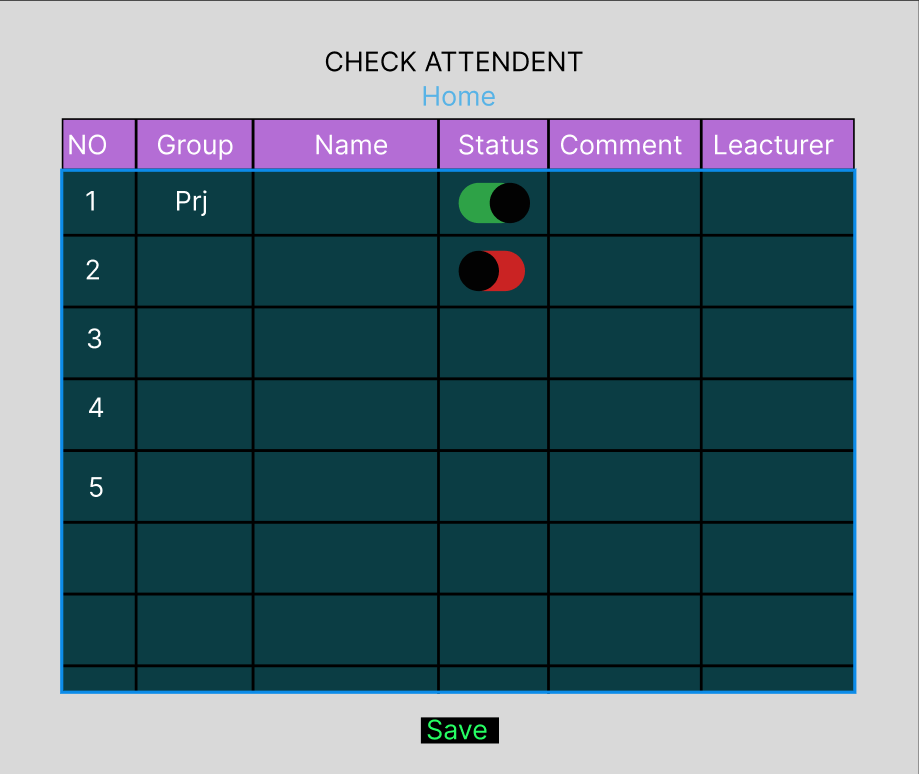 CHECK ATTENDENT
Home
NO Group Name Status Comment Leacturer
1 Prj
2
3
4
5
Save